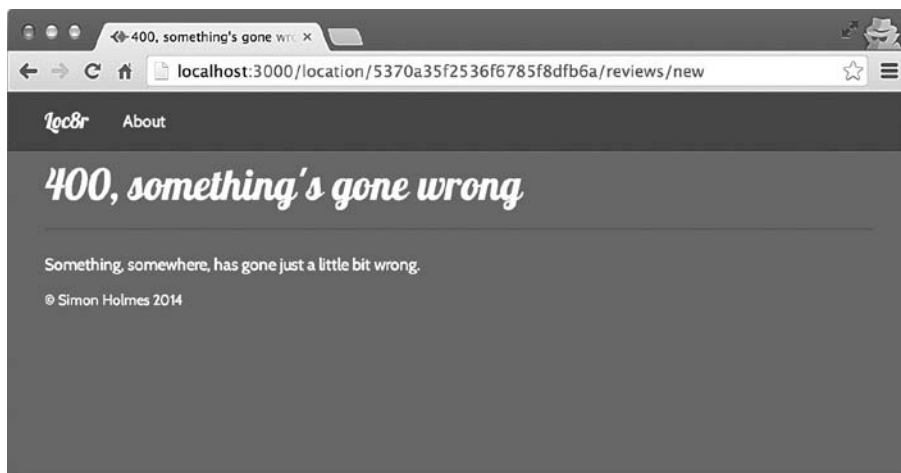 400, something's gone wro
localhost:3000/location/5370a35f2536f6785f8dfb6a/reviews/new
Loc8r About
400, something's gone wrong
Something, somewhere, has gone just a little bit wrong.
© Simon Holmes 2014